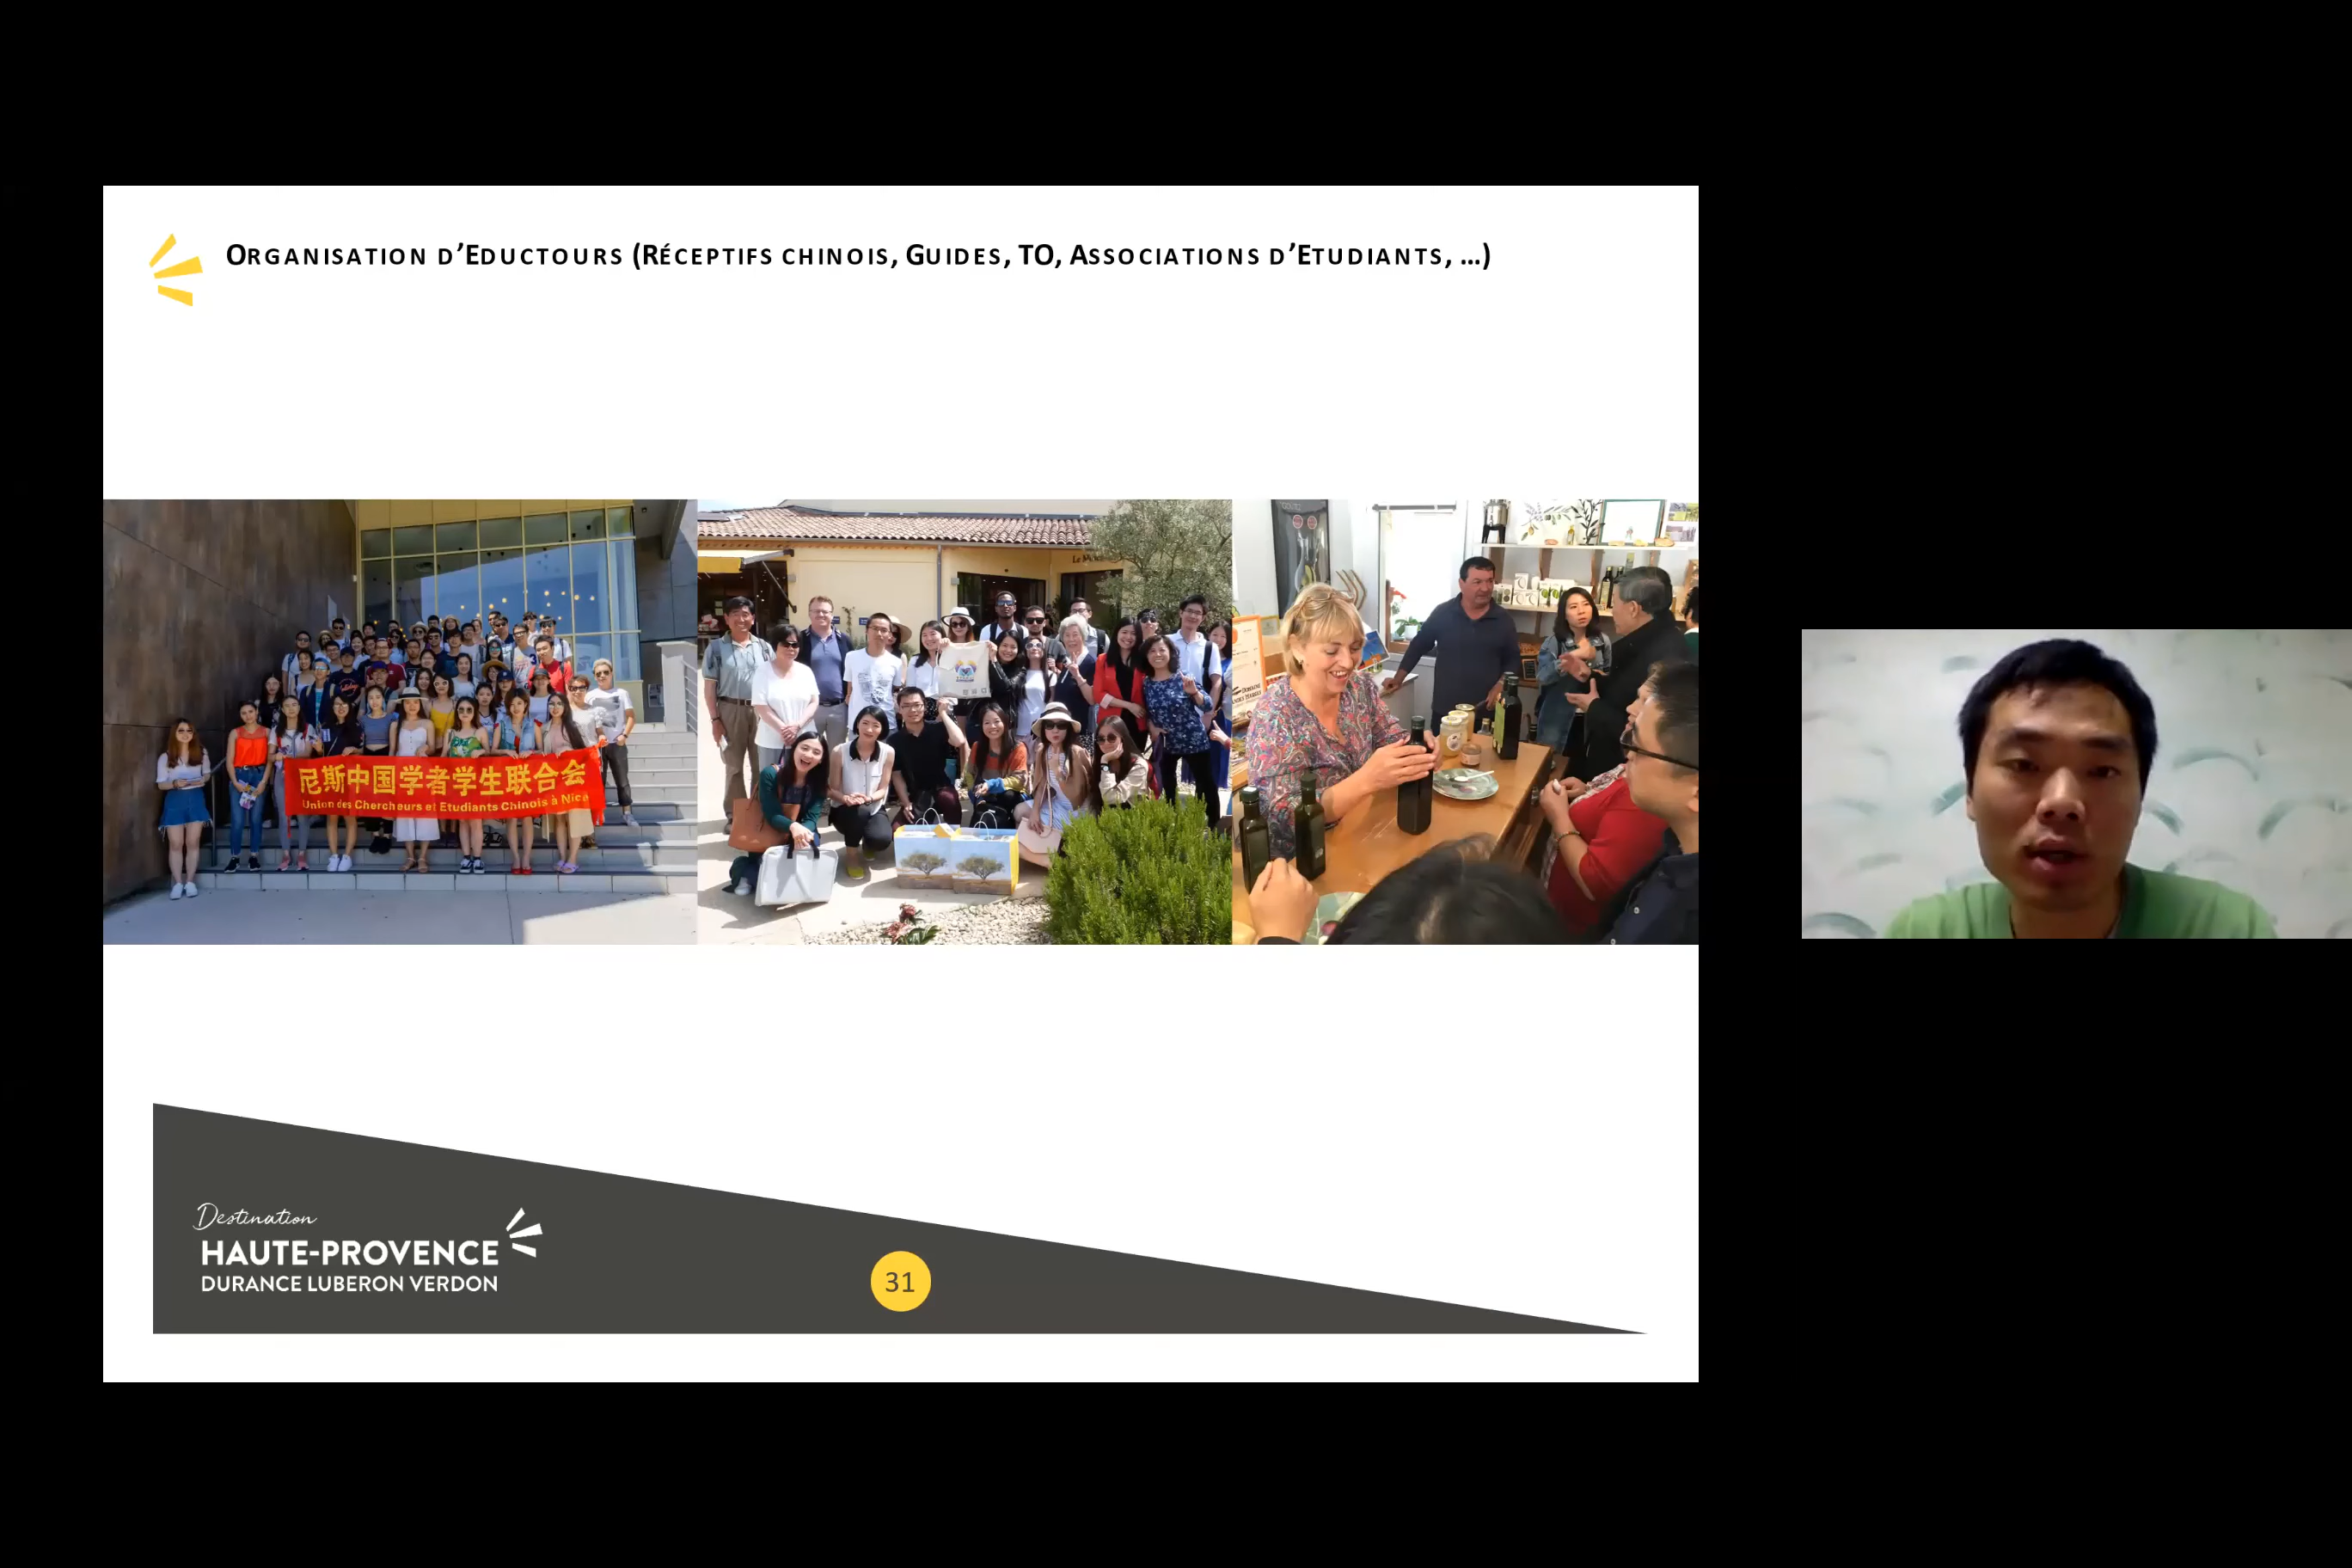 ORGANISATION D'EDUCTOURS (RÉCEPTIFS CHINOIS, GUIDES, TO, ASSOCIATIONS D'ETUDIANTS, ...)
尼斯中国学者学生联合会
Union des Chercheurs et Etudiants Chinois à Nice
Destination
HAUTE-PROVENCE
DURANCE LUBERON VERDON
31